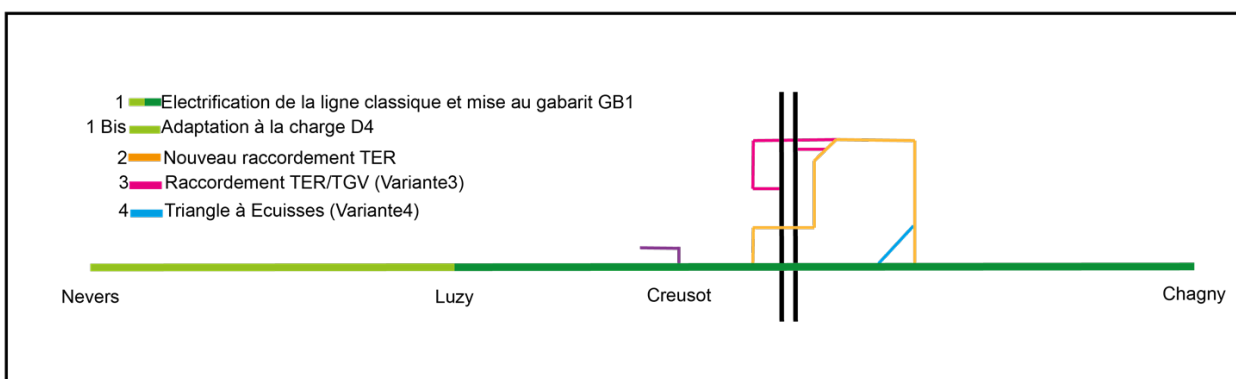 1 Electrification de la ligne classique et mise au gabarit GB1
1 Bis Adaptation à la charge D4
2 Nouveau raccordement TER
3 Raccordement TER/TGV (Variante3)
4 Triangle à Ecuisses (Variante4)
Nevers Luzy Creusot Chagny